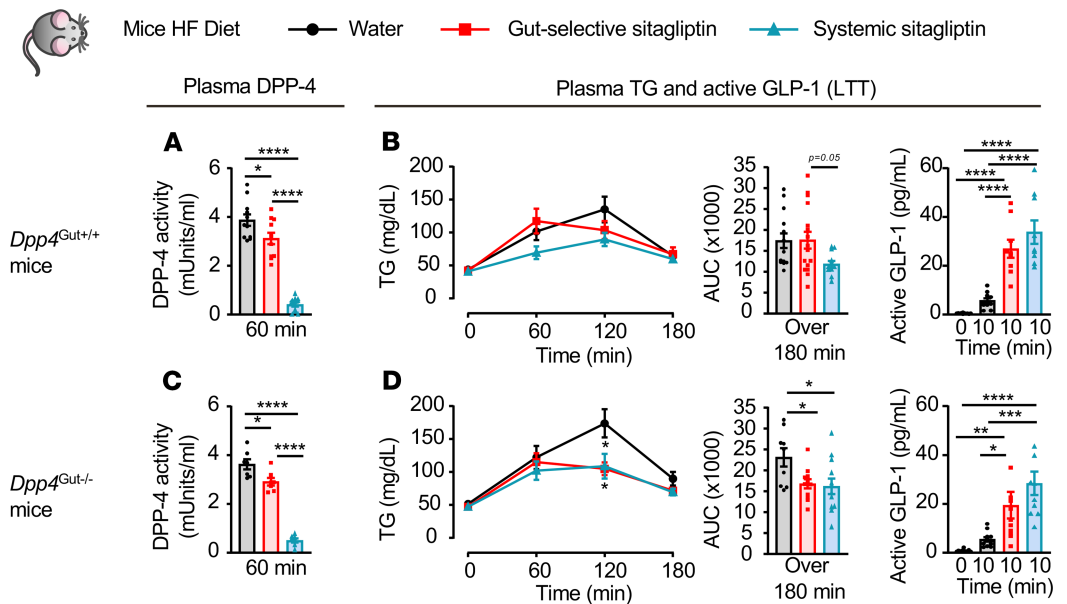 Mice HF Diet
Water
Gut-selective sitagliptin
Systemic sitagliptin
Plasma DPP-4
Plasma TG and active GLP-1 (LTT)
Dpp4Gut+/+
mice
A
DPP-4 activity
(mUnits/ml)
6
4
2
0
****
*
****
60 min
B
TG (mg/dL)
200
150
100
50
0
0 60 120 180
Time (min)
AUC (x1000)
35
30
25
20
15
10
5
0
p=0.05
Over
180 min
Active GLP-1 (pg/mL)
60
40
20
0
****
****
****
****
0 10 10 10
Time (min)
Dpp4Gut-/-
mice
C
DPP-4 activity
(mUnits/ml)
6
4
2
0
****
*
****
60 min
D
TG (mg/dL)
200
150
100
50
0
*
*
0 60 120 180
Time (min)
AUC (x1000)
35
30
25
20
15
10
5
0
*
*
Over
180 min
Active GLP-1 (pg/mL)
60
40
20
0
****
***
**
*
0 10 10 10
Time (min)